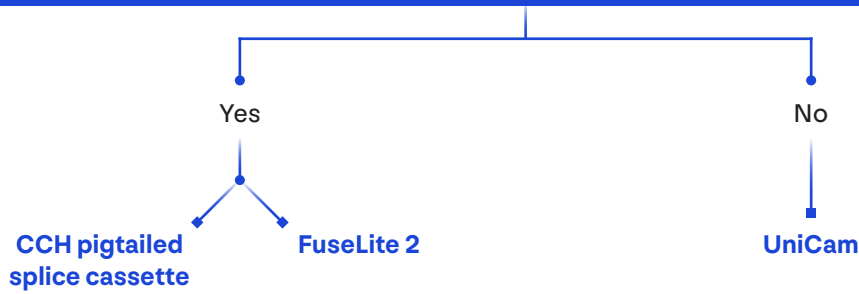 Yes
No
CCH pigtailed
splice cassette
FuseLite 2
UniCam